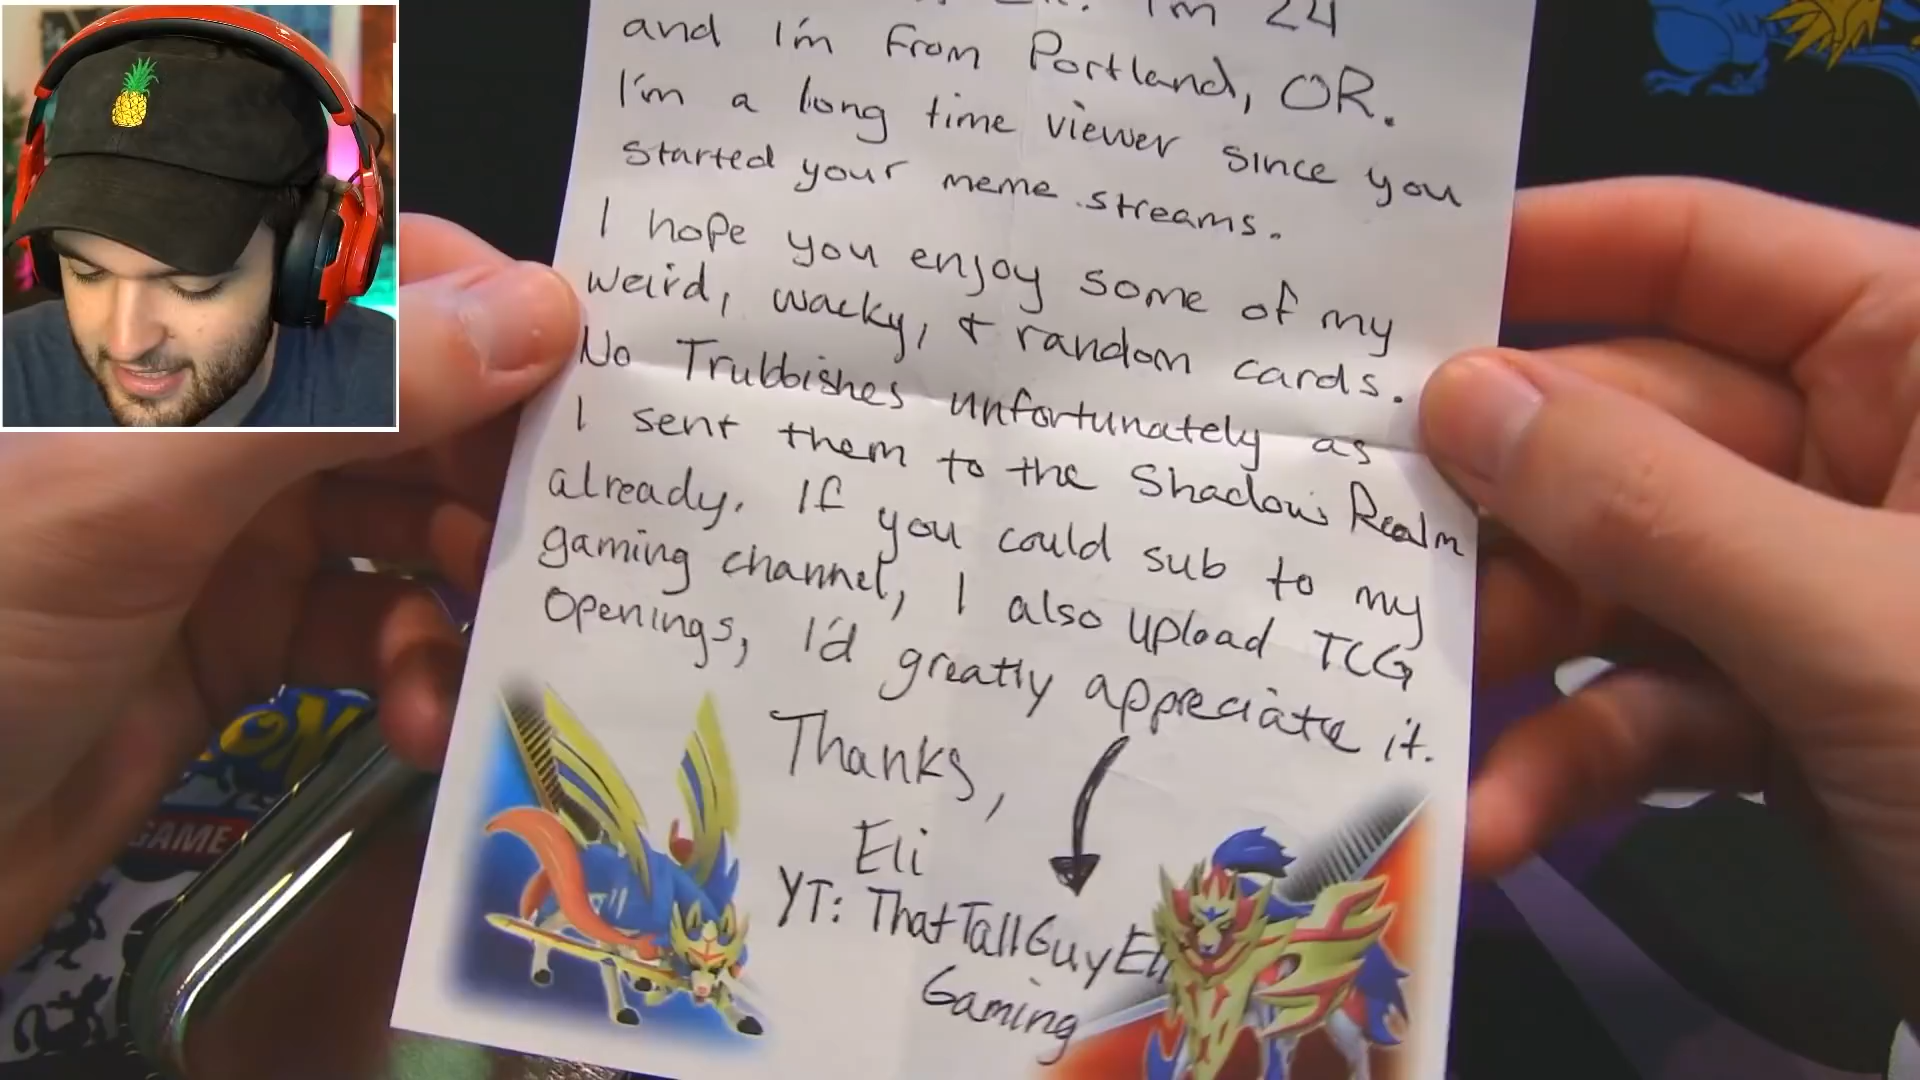 I'm 24
and I'm from Portland, OR.
I'm a long time viewer since you
started your meme streams.
I hope you enjoy some of my
weird, wacky, & random cards.
No Trubbishes unfortunately as
I sent them to the Shadow Realm
already. If you could sub to my
gaming channel, I also upload TCG
openings, I'd greatly appreciate it.
Thanks,
Eli
YT: ThatTallGuyEli
Gaming
GAME